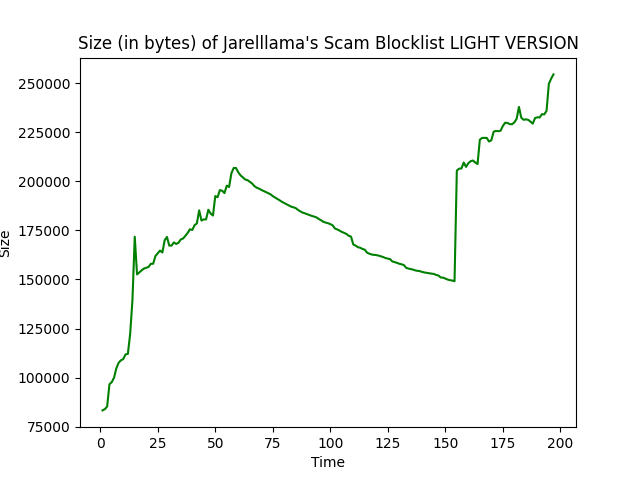 Size (in bytes) of Jarelllama's Scam Blocklist LIGHT VERSION
250000
225000
200000
175000
150000
125000
100000
75000
Size
0 25 50 75 100 125 150 175 200
Time